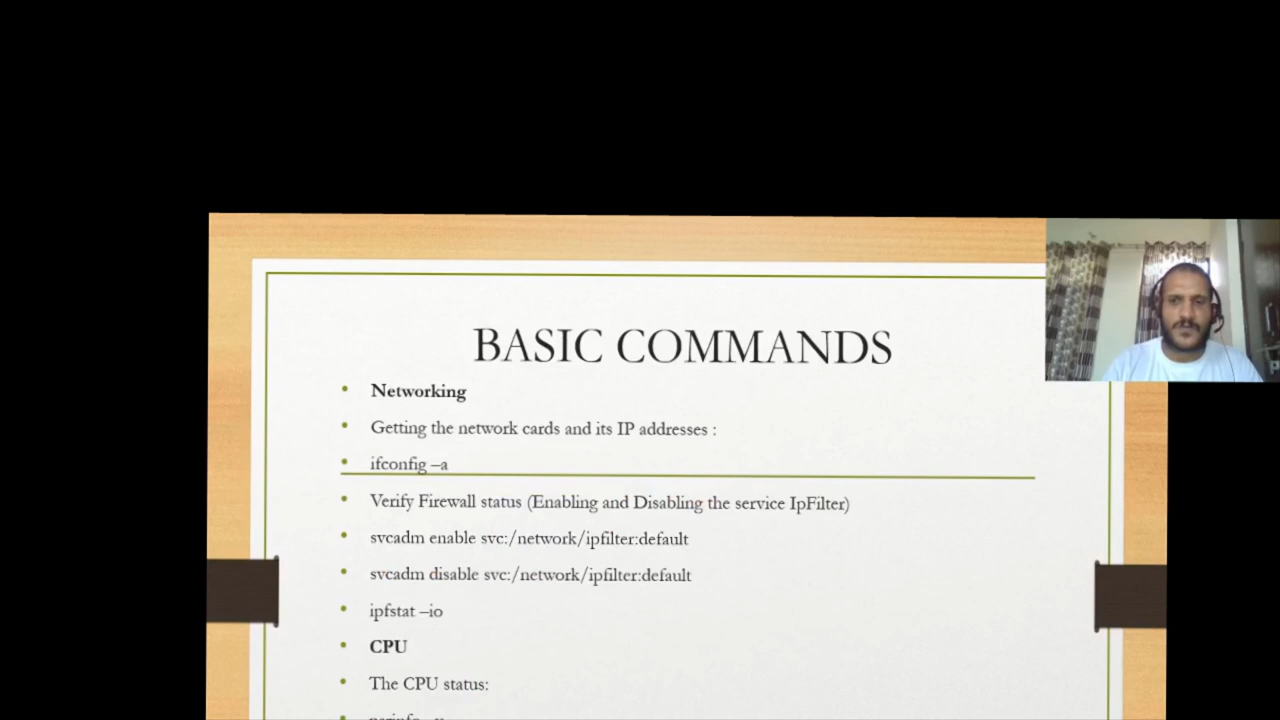 BASIC COMMANDS
Networking
Getting the network cards and its IP addresses :
ifconfig –a
Verify Firewall status (Enabling and Disabling the service IpFilter)
svcadm enable svc:/network/ipfilter:default
svcadm disable svc:/network/ipfilter:default
ipfstat –io
CPU
The CPU status: